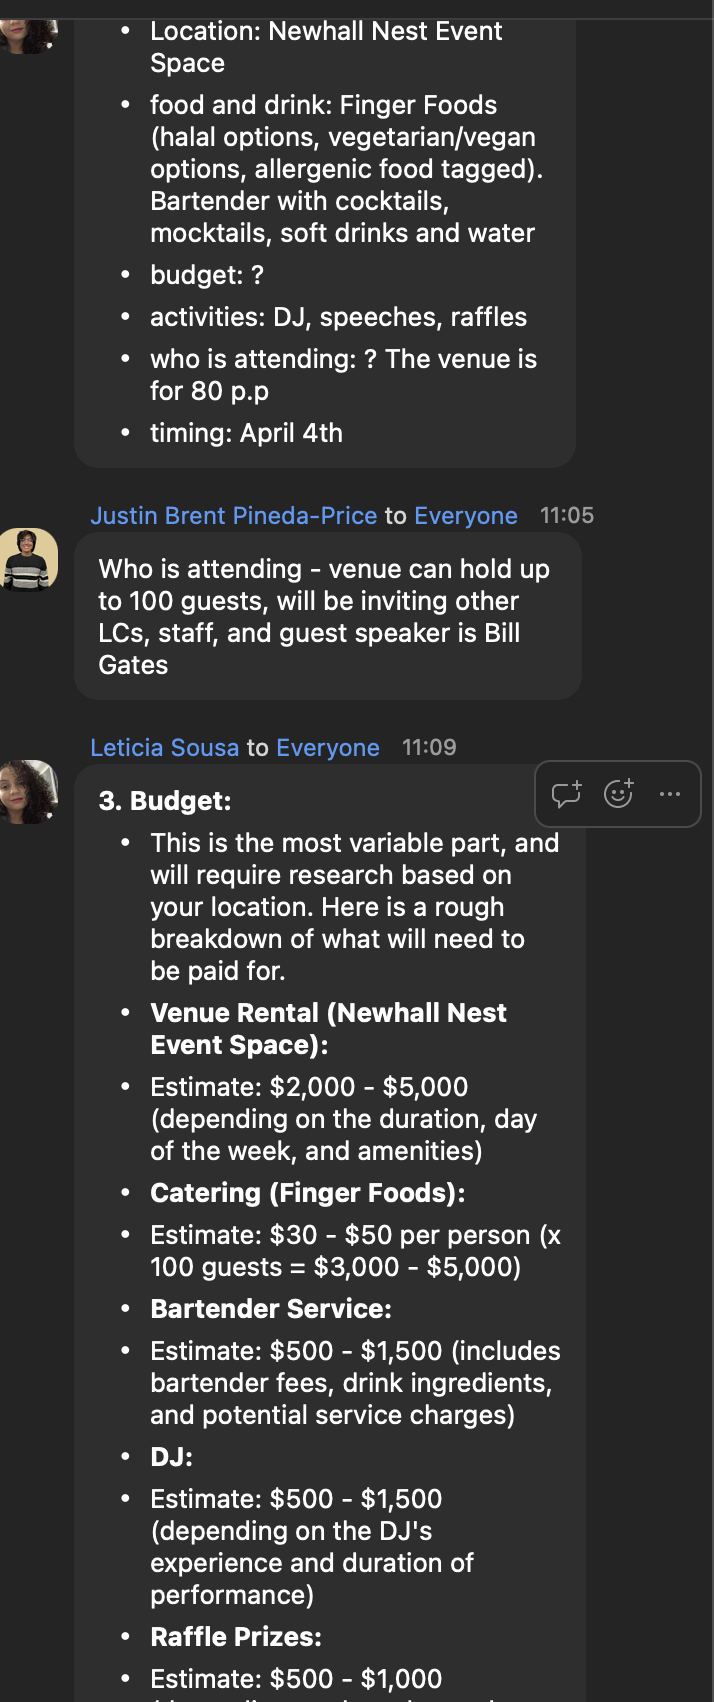 • Location: Newhall Nest Event
Space
• food and drink: Finger Foods
(halal options, vegetarian/vegan
options, allergenic food tagged).
Bartender with cocktails,
mocktails, soft drinks and water
• budget: ?
• activities: DJ, speeches, raffles
• who is attending: ? The venue is
for 80 p.p
• timing: April 4th
Justin Brent Pineda-Price to Everyone 11:05
Who is attending - venue can hold up
to 100 guests, will be inviting other
LCs, staff, and guest speaker is Bill
Gates
Leticia Sousa to Everyone 11:09
3. Budget:
• This is the most variable part, and
will require research based on
your location. Here is a rough
breakdown of what will need to
be paid for.
• Venue Rental (Newhall Nest
Event Space):
• Estimate: $2,000 - $5,000
(depending on the duration, day
of the week, and amenities)
• Catering (Finger Foods):
• Estimate: $30 - $50 per person (x
100 guests = $3,000 - $5,000)
• Bartender Service:
• Estimate: $500 - $1,500 (includes
bartender fees, drink ingredients,
and potential service charges)
• DJ:
• Estimate: $500 - $1,500
(depending on the DJ's
experience and duration of
performance)
• Raffle Prizes:
• Estimate: $500 - $1,000